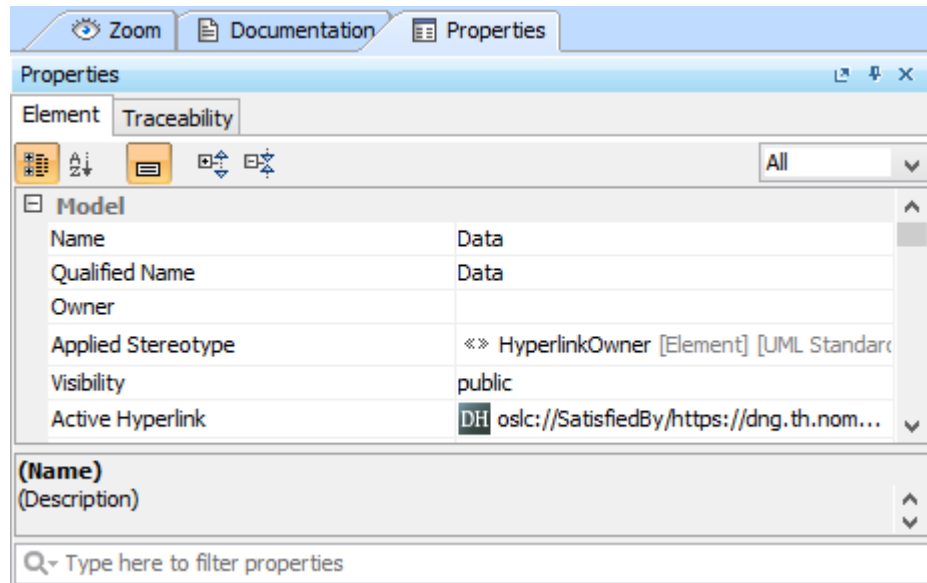 Zoom Documentation Properties
Properties
Element Traceability
All
Model
Name Data
Qualified Name Data
Owner
Applied Stereotype «» HyperlinkOwner [Element] [UML Standard
Visibility public
Active Hyperlink DH oslc://SatisfiedBy/https://dng.th.nom...
(Name)
(Description)
Type here to filter properties